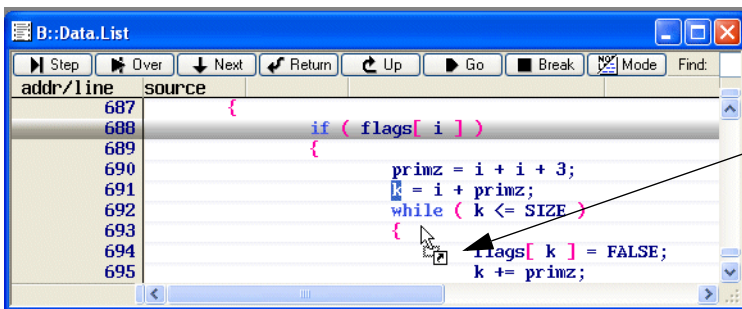 B::Data.List
Step Over Next Return Up Go Break Mode Find:
addr/line source
687 {
688 if ( flags[ i ] )
689 {
690 primz = i + i + 3;
691 k = i + primz;
692 while ( k <= SIZE )
693 {
694 flags[ k ] = FALSE;
695 k += primz;